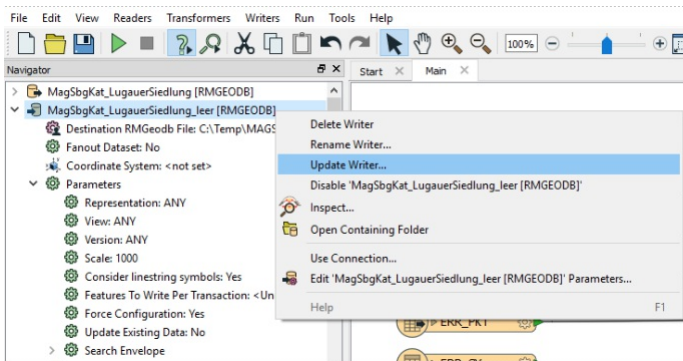 File Edit View Readers Transformers Writers Run Tools Help
100%
Navigator
Start Main
MagSbgKat_LugauerSiedlung [RMGEODB]
MagSbgKat_LugauerSiedlung_leer [RMGEODB]
Destination RMGeodb File: C:\Temp\MAGS
Fanout Dataset: No
Coordinate System: <not set>
Parameters
Representation: ANY
View: ANY
Version: ANY
Scale: 1000
Consider linestring symbols: Yes
Features To Write Per Transaction: <Un
Force Configuration: Yes
Update Existing Data: No
Search Envelope
Delete Writer
Rename Writer...
Update Writer...
Disable 'MagSbgKat_LugauerSiedlung_leer [RMGEODB]'
Inspect...
Open Containing Folder
Use Connection...
Edit 'MagSbgKat_LugauerSiedlung_leer [RMGEODB]' Parameters...
Help F1
ERR_PKT